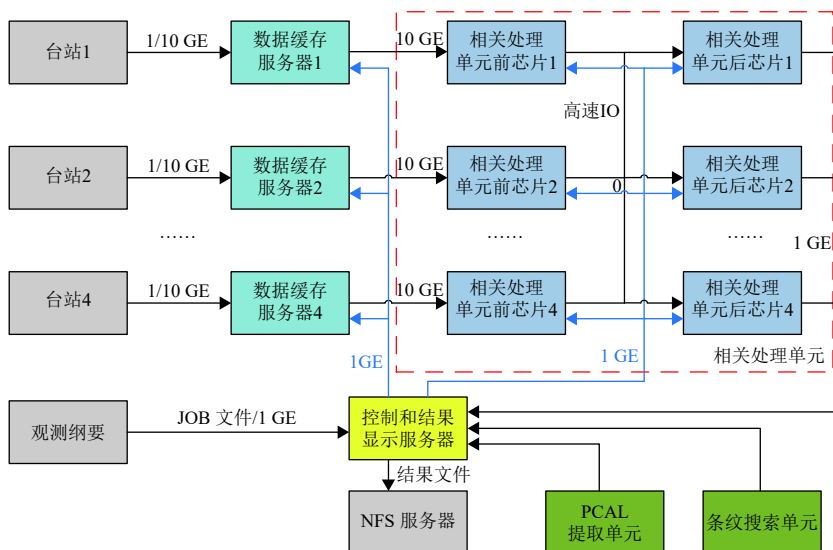 台站1
1/10 GE
数据缓存
服务器1
10 GE
相关处理
单元前芯片1
相关处理
单元后芯片1
高速IO
台站2
1/10 GE
数据缓存
服务器2
10 GE
相关处理
单元前芯片2
0
相关处理
单元后芯片2
……
……
……
1 GE
台站4
1/10 GE
数据缓存
服务器4
10 GE
相关处理
单元前芯片4
相关处理
单元后芯片4
1GE
1 GE
相关处理单元
观测纲要
JOB 文件/1 GE
控制和结果
显示服务器
结果文件
NFS 服务器
PCAL
提取单元
条纹搜索单元